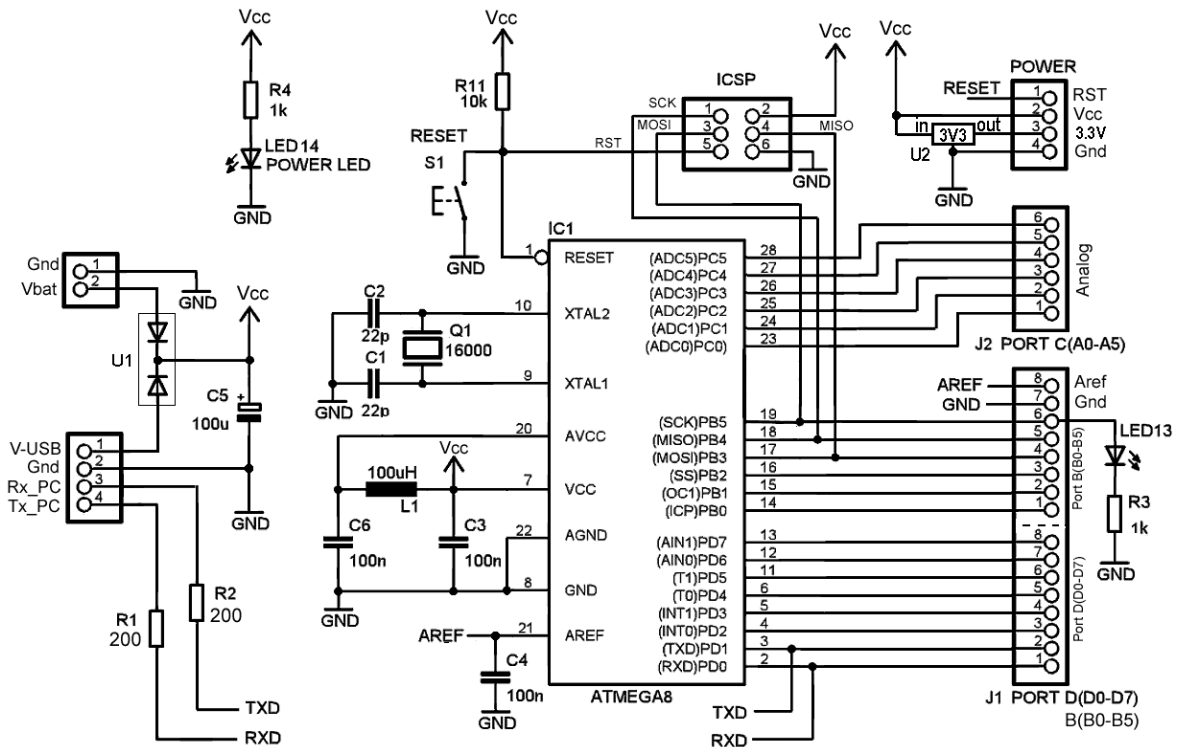 Vcc
R4
1k
LED14
POWER LED
GND
Vcc
R11
10k
RESET
S1
GND
ICSP
SCK
MOSI
RST
MISO
1
2
3
4
5
6
GND
Vcc
Vcc
POWER
RESET
1
RST
2
Vcc
in
3V3
out
3
3.3V
U2
4
Gnd
GND
Gnd
1
Vbat
2
GND
Vcc
U1
C5
+
100u
V-USB
1
Gnd
2
Rx_PC
3
Tx_PC
4
GND
R1
200
R2
200
TXD
RXD
C2
22p
Q1
16000
C1
22p
GND
Vcc
100uH
L1
C6
100n
C3
100n
GND
AREF
C4
100n
GND
IC1
1
RESET
10
XTAL2
9
XTAL1
20
AVCC
7
VCC
22
AGND
8
GND
21
AREF
(ADC5)PC5
28
(ADC4)PC4
27
(ADC3)PC3
26
(ADC2)PC2
25
(ADC1)PC1
24
(ADC0)PC0
23
(SCK)PB5
19
(MISO)PB4
18
(MOSI)PB3
17
(SS)PB2
16
(OC1)PB1
15
(ICP)PB0
14
(AIN1)PD7
13
(AIN0)PD6
12
(T1)PD5
11
(T0)PD4
6
(INT1)PD3
5
(INT0)PD2
4
(TXD)PD1
3
(RXD)PD0
2
ATMEGA8
TXD
RXD
6
5
4
3
2
1
Analog
J2 PORT C(A0-A5)
AREF
8
Aref
GND
7
Gnd
6
5
4
3
2
1
Port B(B0-B5)
8
7
6
5
4
3
2
1
Port D(D0-D7)
LED13
R3
1k
GND
J1 PORT D(D0-D7)
B(B0-B5)